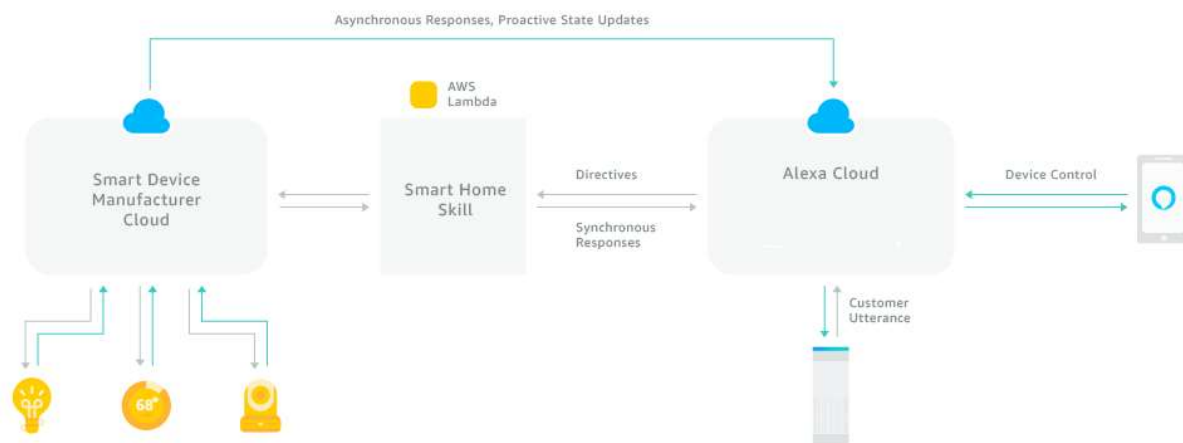 Asynchronous Responses, Proactive State Updates
AWS
Lambda
Smart Device
Manufacturer
Cloud
Smart Home
Skill
Directives
Synchronous
Responses
Alexa Cloud
Device Control
Customer
Utterance
68°